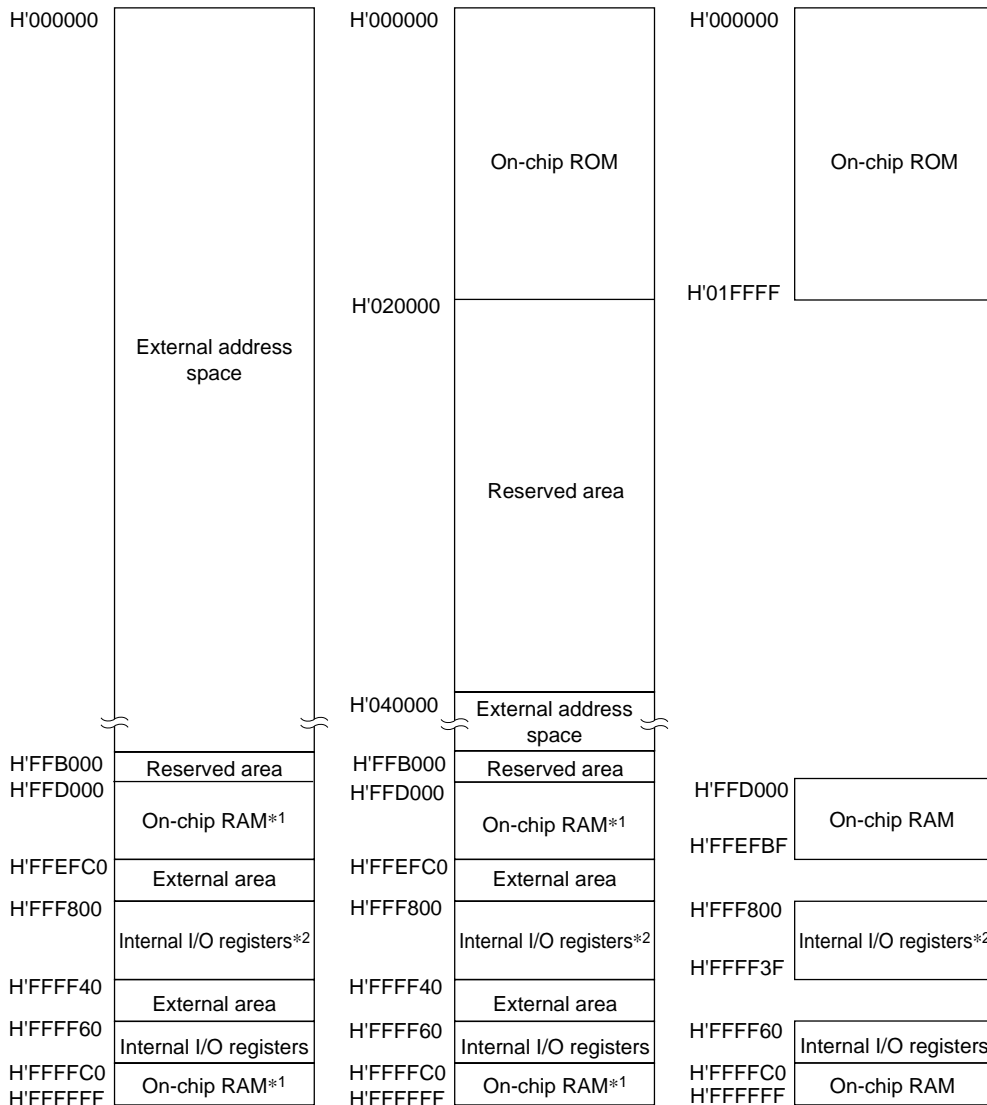 H'000000
External address
space
H'FFB000
Reserved area
H'FFD000
On-chip RAM*1
H'FFEFC0
External area
H'FFF800
Internal I/O registers*2
H'FFFF40
External area
H'FFFF60
Internal I/O registers
H'FFFFC0
On-chip RAM*1
H'FFFFFF
H'000000
On-chip ROM
H'020000
Reserved area
H'040000
External address
space
H'FFB000
Reserved area
H'FFD000
On-chip RAM*1
H'FFEFC0
External area
H'FFF800
Internal I/O registers*2
H'FFFF40
External area
H'FFFF60
Internal I/O registers
H'FFFFC0
On-chip RAM*1
H'FFFFFF
H'000000
On-chip ROM
H'01FFFF
H'FFD000
On-chip RAM
H'FFEFBF
H'FFF800
Internal I/O registers*2
H'FFFF3F
H'FFFF60
Internal I/O registers
H'FFFFC0
On-chip RAM
H'FFFFFF